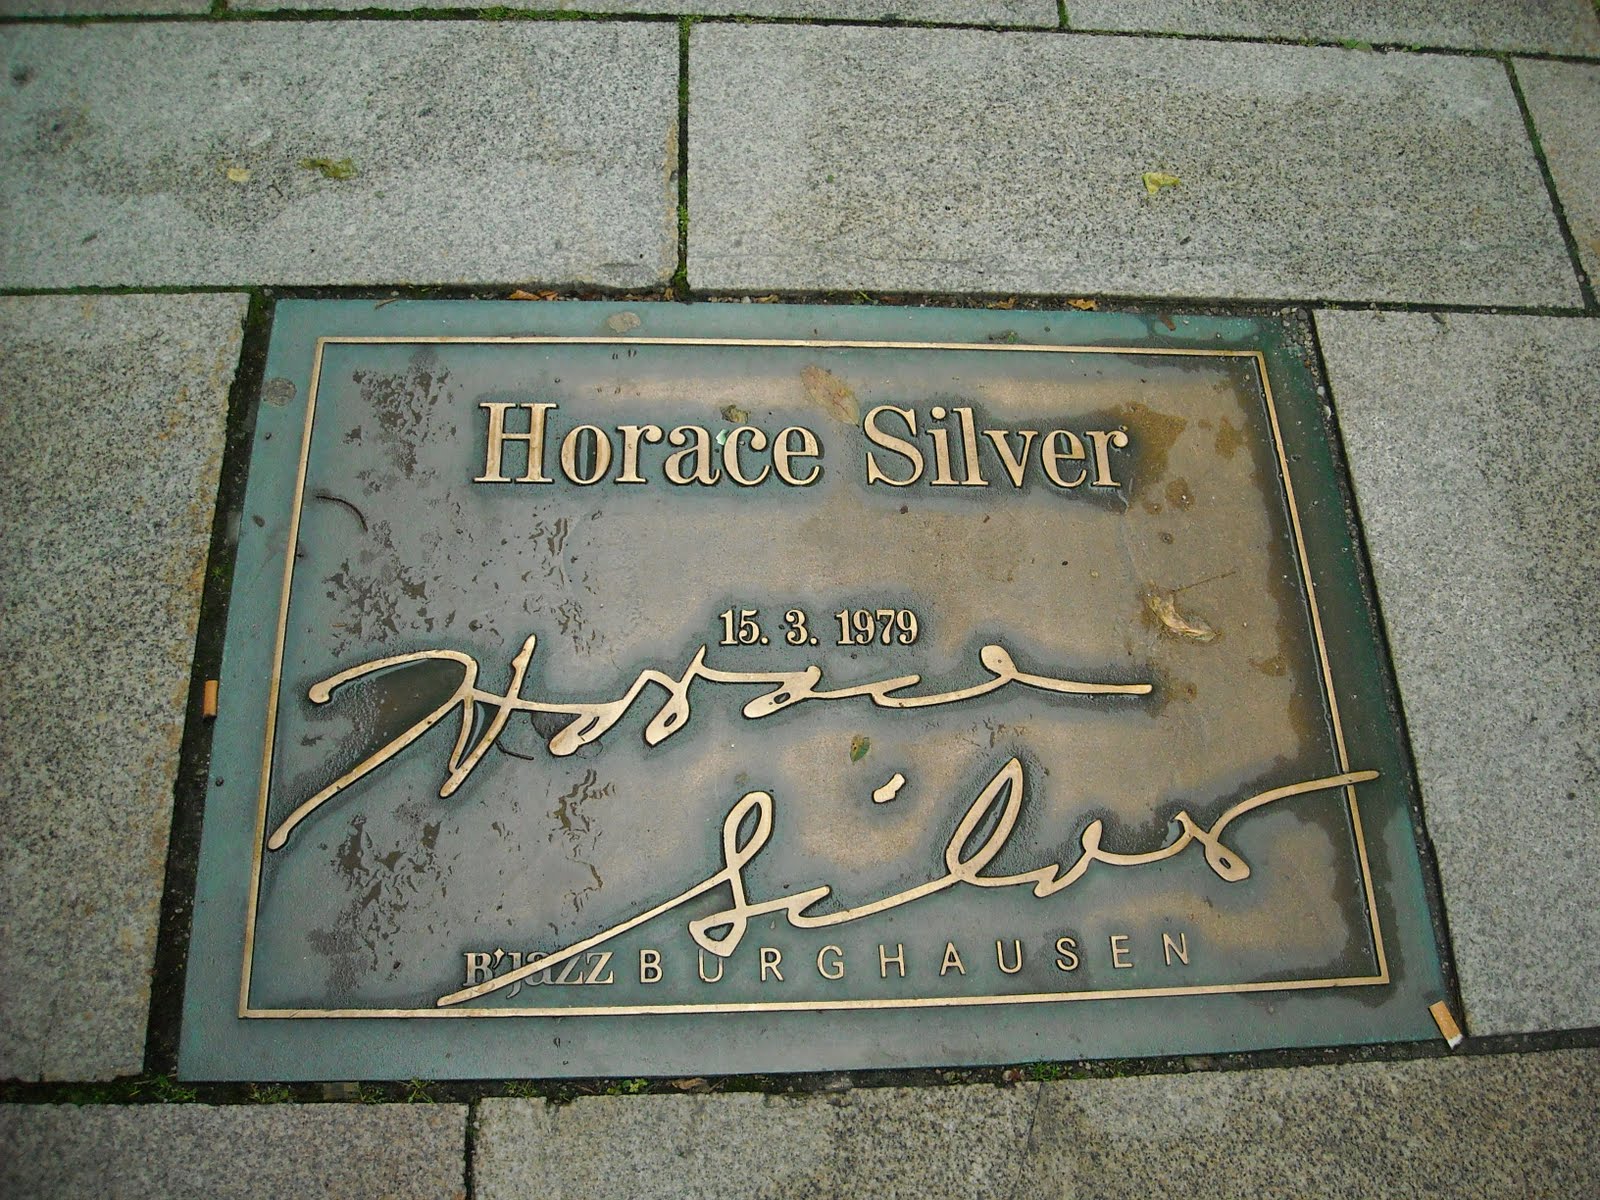 Horace Silver
15. 3. 1979
Horace
Silver
B'jazz BURGHAUSEN